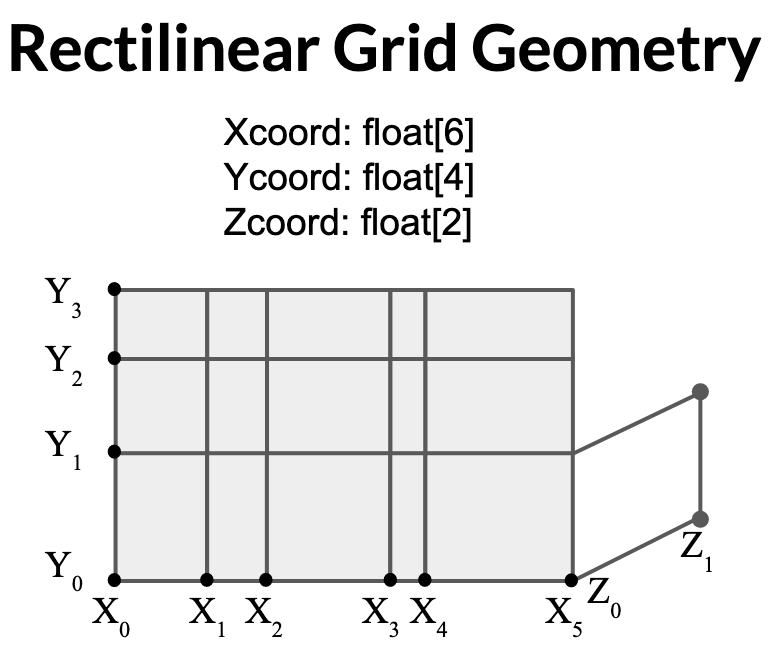 Rectilinear Grid Geometry
Xcoord: float[6]
Ycoord: float[4]
Zcoord: float[2]
Y₃
Y₂
Y₁
Y₀
X₀ X₁ X₂ X₃ X₄ X₅ Z₀
Z₁